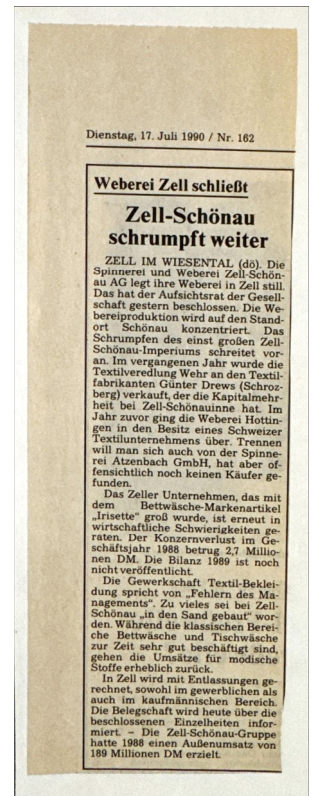 Dienstag, 17. Juli 1990 / Nr. 162
Weberei Zell schließt
Zell-Schönau
schrumpft weiter
ZELL IM WIESENTAL (dö). Die
Spinnerei und Weberei Zell-Schön-
au AG legt ihre Weberei in Zell still.
Das hat der Aufsichtsrat der Gesell-
schaft gestern beschlossen. Die We-
bereiproduktion wird auf den Stand-
ort Schönau konzentriert. Das
Schrumpfen des einst großen Zell-
Schönau-Imperiums schreitet vor-
an. Im vergangenen Jahr wurde die
Textilveredlung Wehr an den Textil-
fabrikanten Günter Drews (Schroz-
berg) verkauft, der die Kapitalmehr-
heit bei Zell-Schönauinne hat. Im
Jahr zuvor ging die Weberei Hottin-
gen in den Besitz eines Schweizer
Textilunternehmens über. Trennen
will man sich auch von der Spinne-
rei Atzenbach GmbH, hat aber of-
fensichtlich noch keinen Käufer ge-
funden.
Das Zeller Unternehmen, das mit
dem Bettwäsche-Markenartikel
„Irisette“ groß wurde, ist erneut in
wirtschaftliche Schwierigkeiten ge-
raten. Der Konzernverlust im Ge-
schäftsjahr 1988 betrug 2,7 Millio-
nen DM. Die Bilanz 1989 ist noch
nicht veröffentlicht.
Die Gewerkschaft Textil-Beklei-
dung spricht von „Fehlern des Ma-
nagements“. Zu vieles sei bei Zell-
Schönau „in den Sand gebaut“ wor-
den. Während die klassischen Berei-
che Bettwäsche und Tischwäsche
zur Zeit sehr gut beschäftigt sind,
gehen die Umsätze für modische
Stoffe erheblich zurück.
In Zell wird mit Entlassungen ge-
rechnet, sowohl im gewerblichen als
auch im kaufmännischen Bereich.
Die Belegschaft wird heute über die
beschlossenen Einzelheiten infor-
miert. – Die Zell-Schönau-Gruppe
hatte 1988 einen Außenumsatz von
189 Millionen DM erzielt.